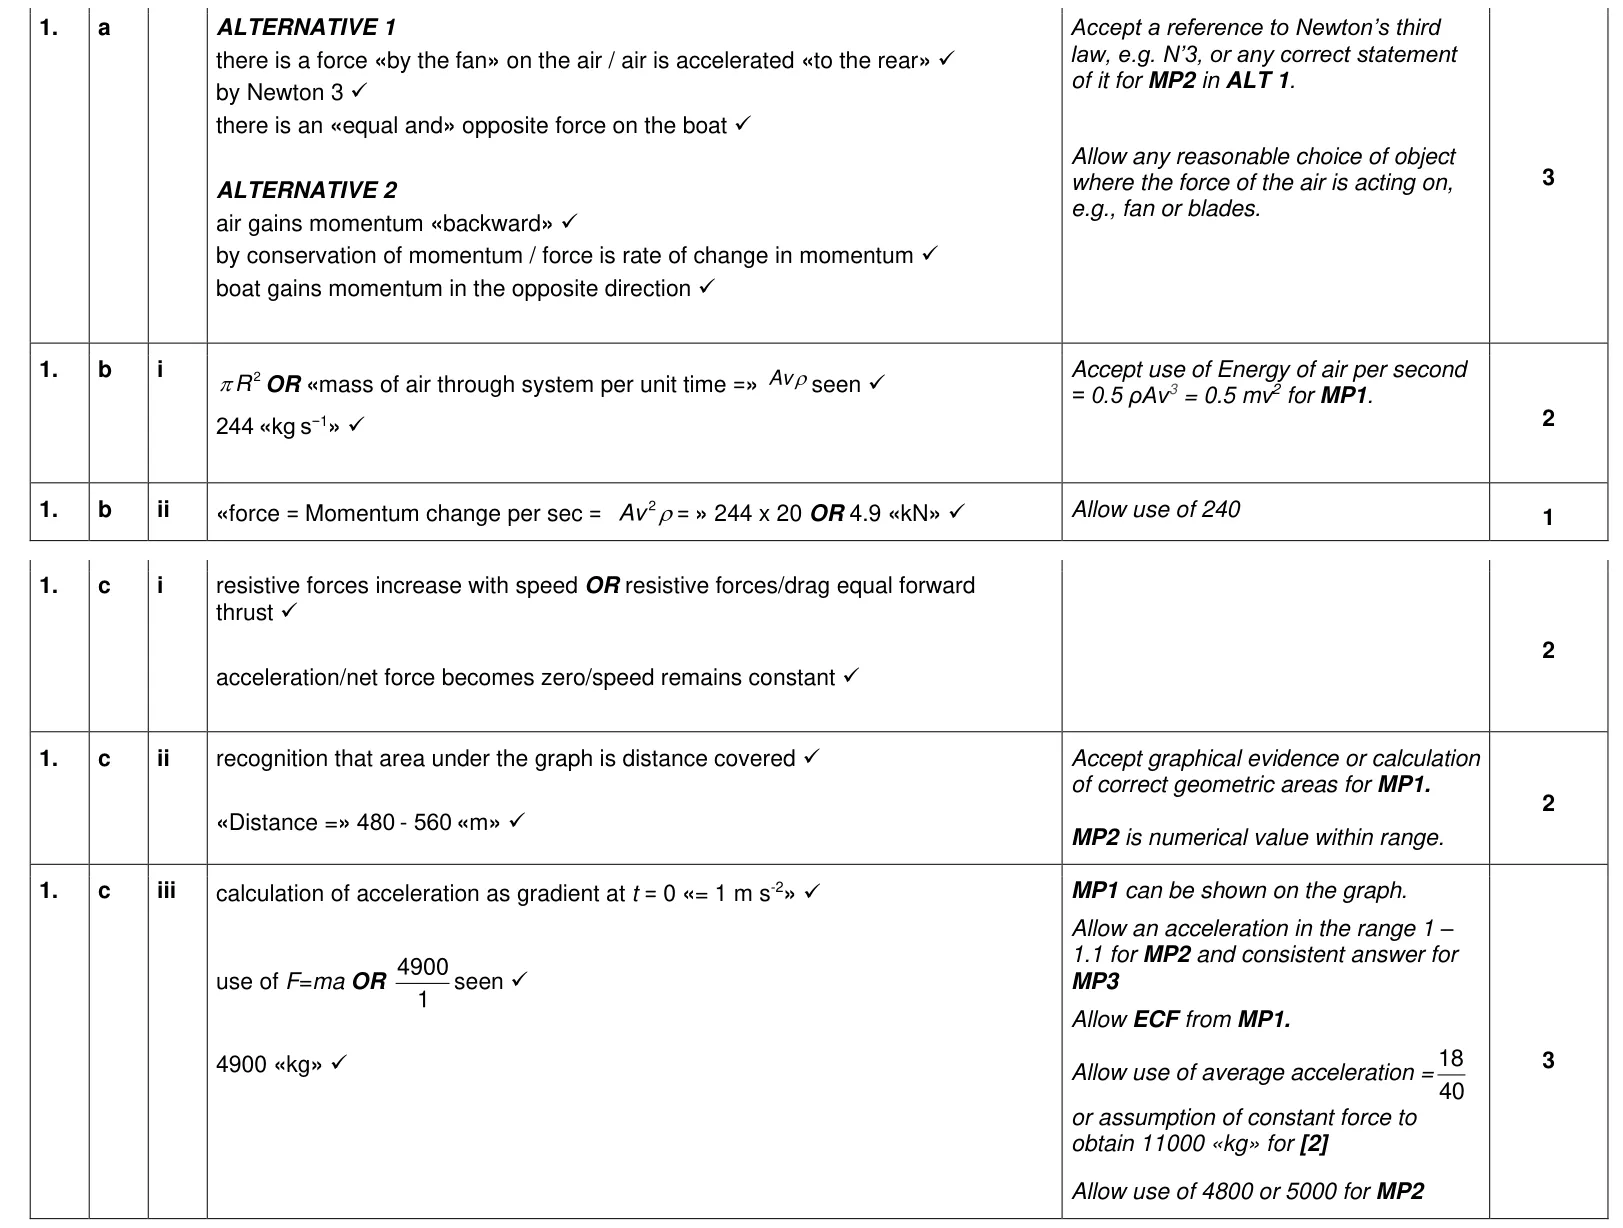 1. a ALTERNATIVE 1
there is a force «by the fan» on the air / air is accelerated «to the rear» ✓
by Newton 3 ✓
there is an «equal and» opposite force on the boat ✓
ALTERNATIVE 2
air gains momentum «backward» ✓
by conservation of momentum / force is rate of change in momentum ✓
boat gains momentum in the opposite direction ✓
Accept a reference to Newton's third
law, e.g. N'3, or any correct statement
of it for MP2 in ALT 1.
Allow any reasonable choice of object
where the force of the air is acting on,
e.g., fan or blades.
3
1. b i πR² OR «mass of air through system per unit time =» Avρ seen ✓
244 «kg s⁻¹» ✓
Accept use of Energy of air per second
= 0.5 ρAv³ = 0.5 mv² for MP1.
2
1. b ii «force = Momentum change per sec = Av²ρ = » 244 x 20 OR 4.9 «kN» ✓
Allow use of 240
1
1. c i resistive forces increase with speed OR resistive forces/drag equal forward
thrust ✓
acceleration/net force becomes zero/speed remains constant ✓
2
1. c ii recognition that area under the graph is distance covered ✓
«Distance =» 480 - 560 «m» ✓
Accept graphical evidence or calculation
of correct geometric areas for MP1.
MP2 is numerical value within range.
2
1. c iii calculation of acceleration as gradient at t = 0 «= 1 m s⁻²» ✓
use of F=ma OR 4900/1 seen ✓
4900 «kg» ✓
MP1 can be shown on the graph.
Allow an acceleration in the range 1 –
1.1 for MP2 and consistent answer for
MP3
Allow ECF from MP1.
Allow use of average acceleration = 18/40
or assumption of constant force to
obtain 11000 «kg» for [2]
Allow use of 4800 or 5000 for MP2
3